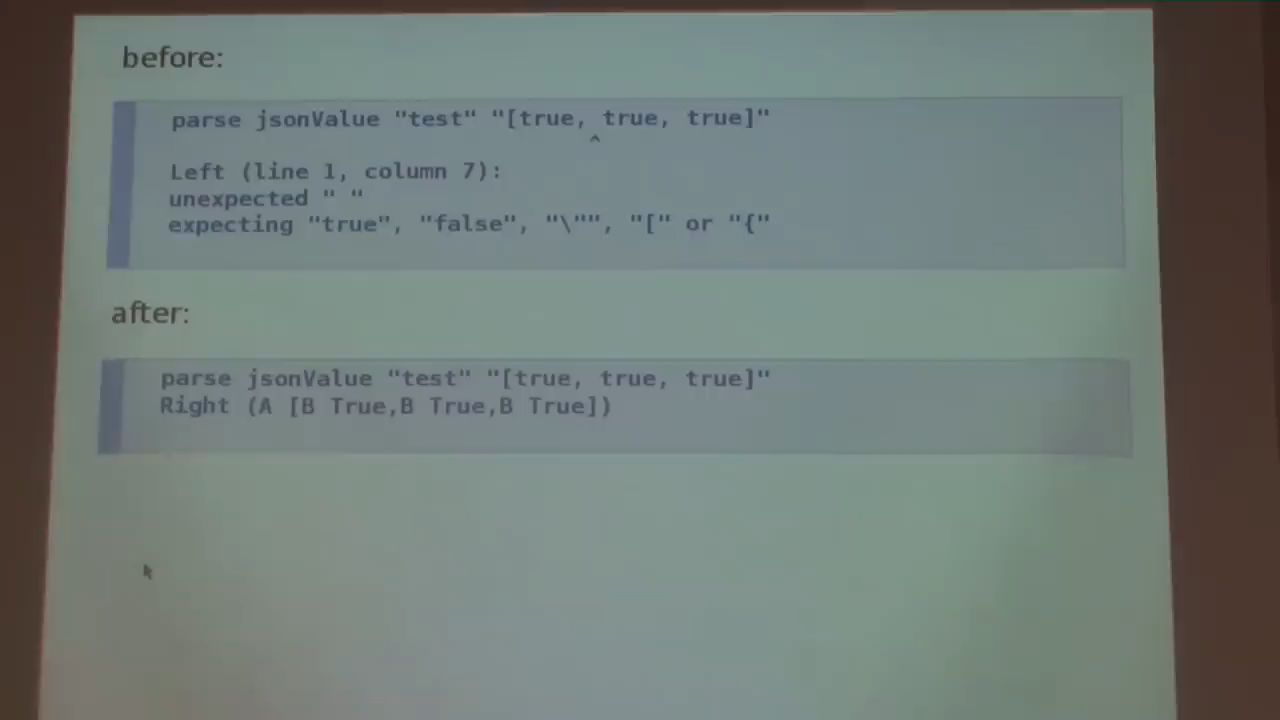 before:
parse jsonValue "test" "[true, true, true]"
^
Left (line 1, column 7):
unexpected " "
expecting "true", "false", "\"", "[" or "{"
after:
parse jsonValue "test" "[true, true, true]"
Right (A [B True,B True,B True])